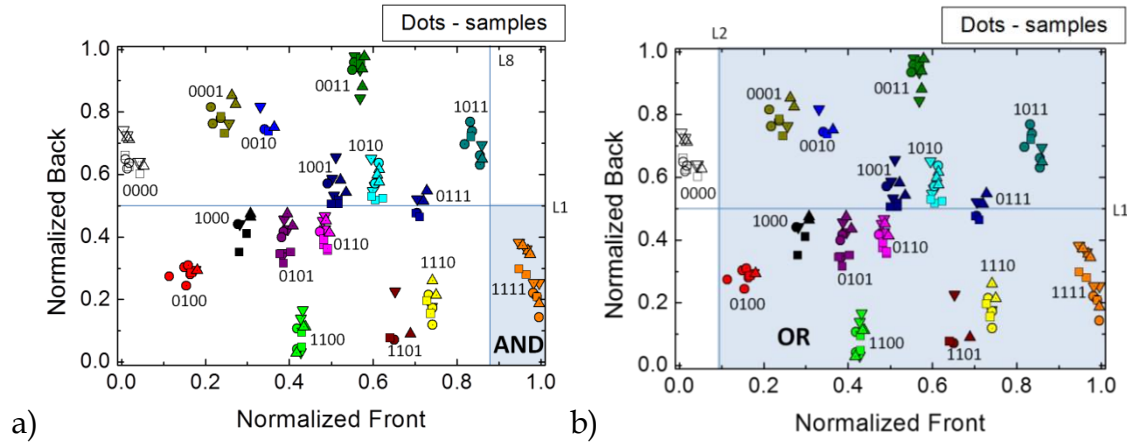 Dots - samples
L8
1.0
0.8
0.6
0.4
0.2
0.0
Normalized Back
0011
0001
1011
0010
1010
1001
0000
0111
L1
1000
0110
0101
0100
1110
1111
1100
1101
AND
0.0 0.2 0.4 0.6 0.8 1.0
Normalized Front
a)
Dots - samples
L2
1.0
0.8
0.6
0.4
0.2
0.0
Normalized Back
0011
0001
1011
0010
1010
1001
0000
0111
L1
1000
0110
0101
0100
1110
1111
OR
1100
1101
0.0 0.2 0.4 0.6 0.8 1.0
Normalized Front
b)